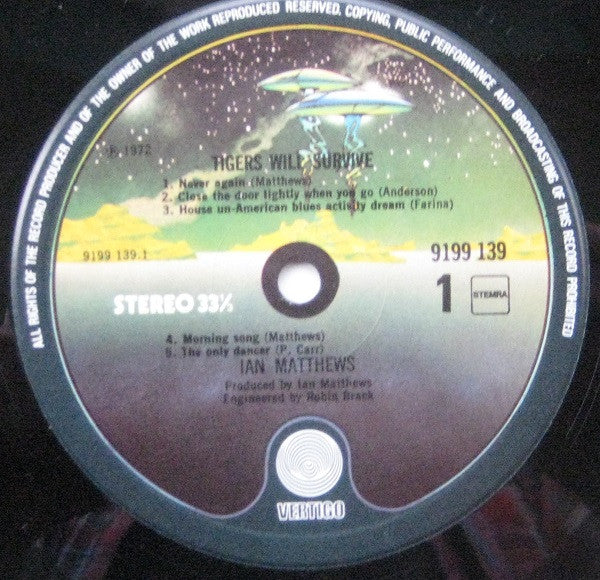 ALL RIGHTS OF THE RECORD PRODUCER AND OF THE OWNER OF THE WORK REPRODUCED RESERVED, COPYING, PUBLIC PERFORMANCE AND BROADCASTING OF THIS RECORD PROHIBITED
P. 1972
TIGERS WILL SURVIVE
1. Never again (Matthews)
2. Close the door lightly when you go (Anderson)
3. House un-American blues activity dream (Farina)
9199 139.1
9199 139
STEREO 33⅓
1
STEMRA
4. Morning song (Matthews)
5. The only dancer (P. Carr)
IAN MATTHEWS
Produced by Ian Matthews
Engineered by Robin Brack
VERTIGO